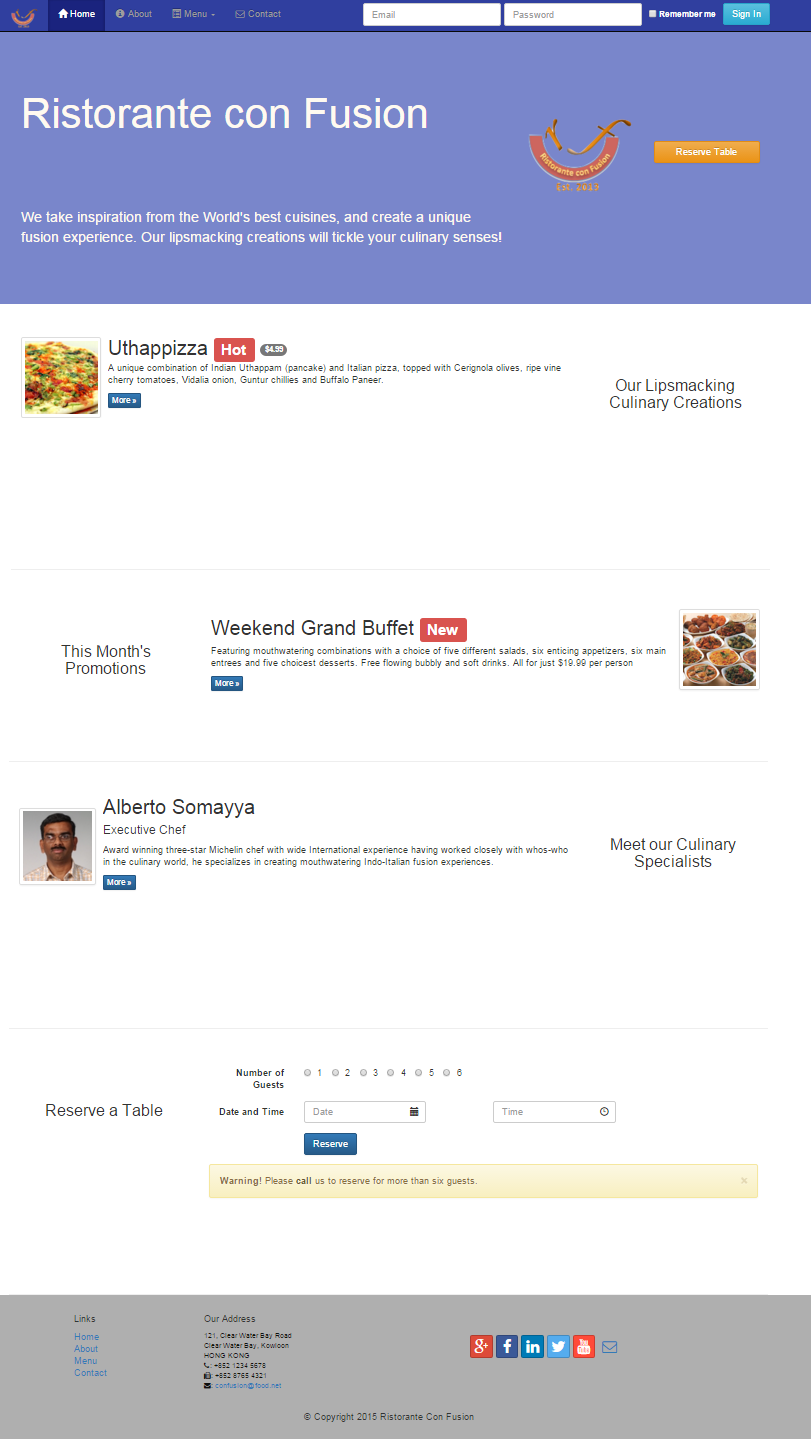 Home
About
Menu
Contact
Email
Password
Remember me
Sign In
Ristorante con Fusion
Ristorante con Fusion
Est. 2013
Reserve Table
We take inspiration from the World's best cuisines, and create a unique
fusion experience. Our lipsmacking creations will tickle your culinary senses!
Uthappizza Hot $4.99
A unique combination of Indian Uthappam (pancake) and Italian pizza, topped with Cerignola olives, ripe vine
cherry tomatoes, Vidalia onion, Guntur chillies and Buffalo Paneer.
More »
Our Lipsmacking
Culinary Creations
This Month's
Promotions
Weekend Grand Buffet New
Featuring mouthwatering combinations with a choice of five different salads, six enticing appetizers, six main
entrees and five choicest desserts. Free flowing bubbly and soft drinks. All for just $19.99 per person
More »
Alberto Somayya
Executive Chef
Award winning three-star Michelin chef with wide International experience having worked closely with whos-who
in the culinary world, he specializes in creating mouthwatering Indo-Italian fusion experiences.
More »
Meet our Culinary
Specialists
Reserve a Table
Number of
Guests
1 2 3 4 5 6
Date and Time
Date
Time
Reserve
Warning! Please call us to reserve for more than six guests.
×
Links
Home
About
Menu
Contact
Our Address
121, Clear Water Bay Road
Clear Water Bay, Kowloon
HONG KONG
: +852 1234 5678
: +852 8765 4321
: confusion@food.net
g+ f in You
© Copyright 2015 Ristorante Con Fusion